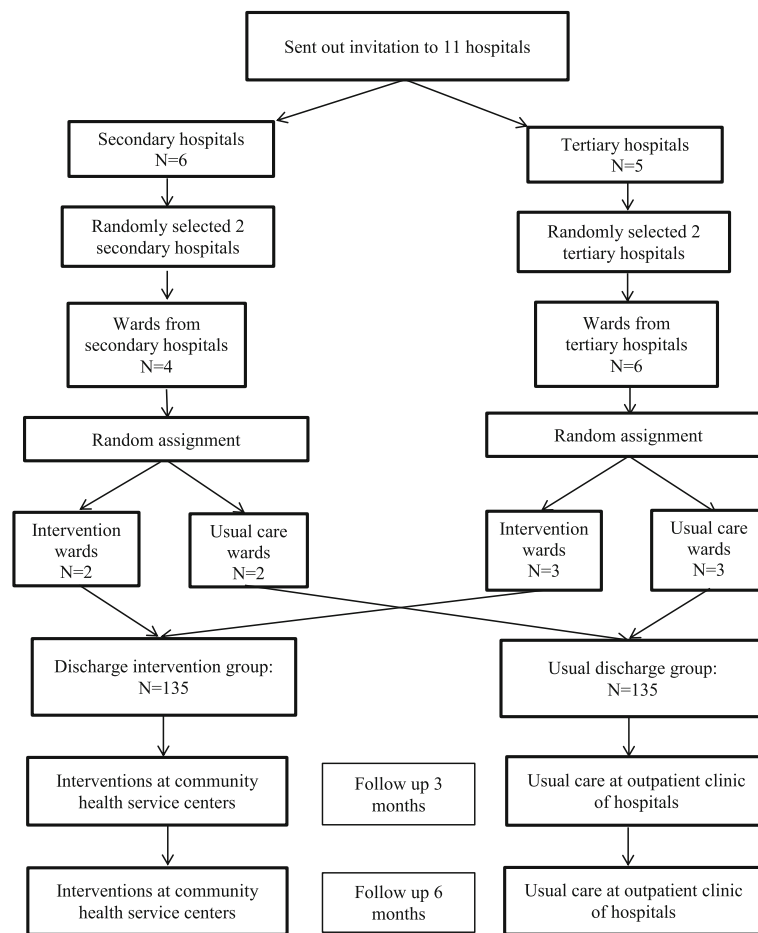 Sent out invitation to 11 hospitals
Secondary hospitals
N=6
Tertiary hospitals
N=5
Randomly selected 2
secondary hospitals
Randomly selected 2
tertiary hospitals
Wards from
secondary hospitals
N=4
Wards from
tertiary hospitals
N=6
Random assignment
Random assignment
Intervention
wards
N=2
Usual care
wards
N=2
Intervention
wards
N=3
Usual care
wards
N=3
Discharge intervention group:
N=135
Usual discharge group:
N=135
Interventions at community
health service centers
Follow up 3
months
Usual care at outpatient clinic
of hospitals
Interventions at community
health service centers
Follow up 6
months
Usual care at outpatient clinic
of hospitals